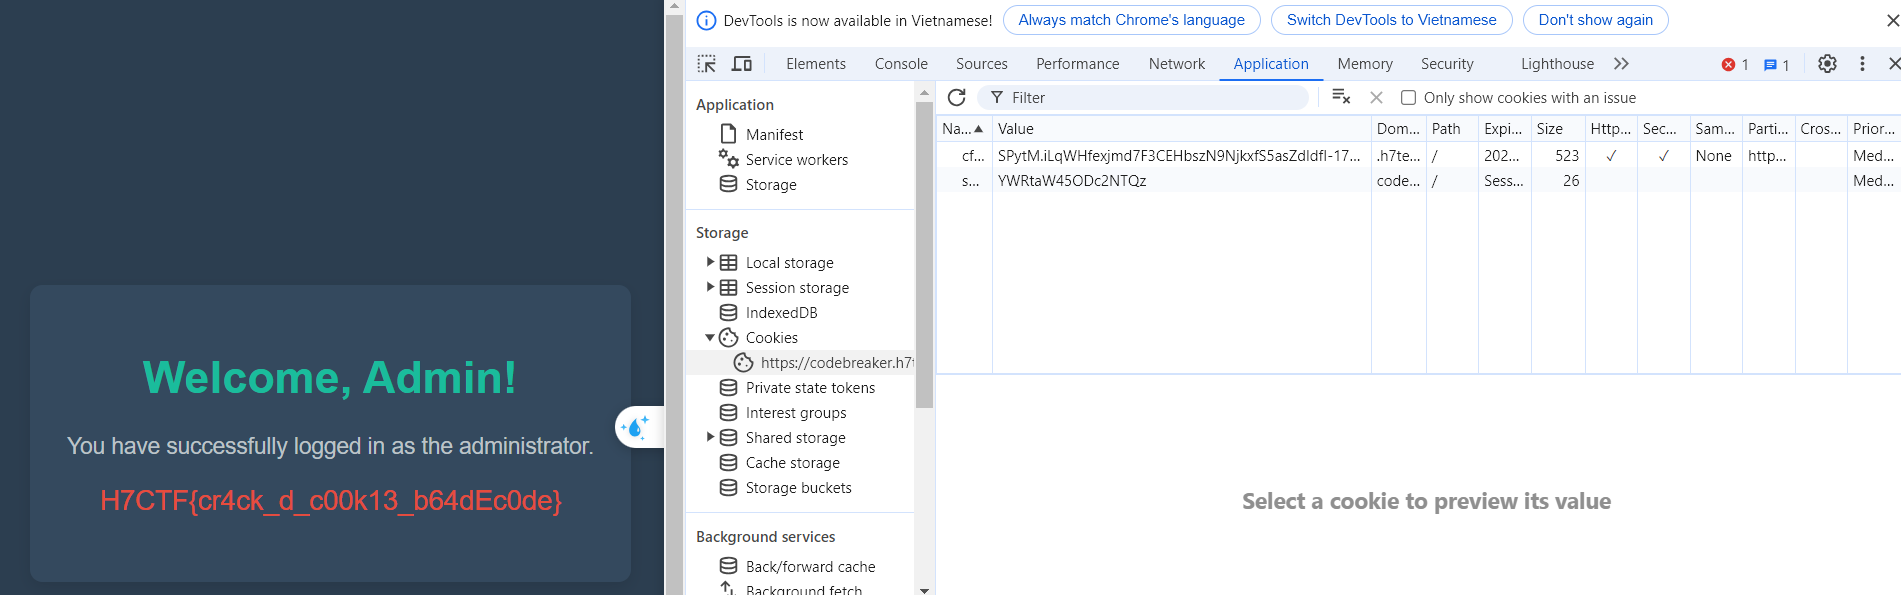 Welcome, Admin!
You have successfully logged in as the administrator.
H7CTF{cr4ck_d_c00k13_b64dEc0de}
DevTools is now available in Vietnamese! Always match Chrome's language Switch DevTools to Vietnamese Don't show again
Elements Console Sources Performance Network Application Memory Security Lighthouse 1 1
Application
Manifest
Service workers
Storage
Storage
Local storage
Session storage
IndexedDB
Cookies
https://codebreaker.h7
Private state tokens
Interest groups
Shared storage
Cache storage
Storage buckets
Background services
Back/forward cache
Background fetch
Filter Only show cookies with an issue
Na... Value Dom... Path Expi... Size Http... Sec... Sam... Parti... Cros... Prior...
cf... SPytM.iLqWHfexjmd7F3CEHbszN9NjkxfS5asZdIdfI-17... .h7te... / 202... 523 ✓ ✓ None http... Med...
s... YWRtaW45ODc2NTQz code... / Sess... 26 Med...
Select a cookie to preview its value